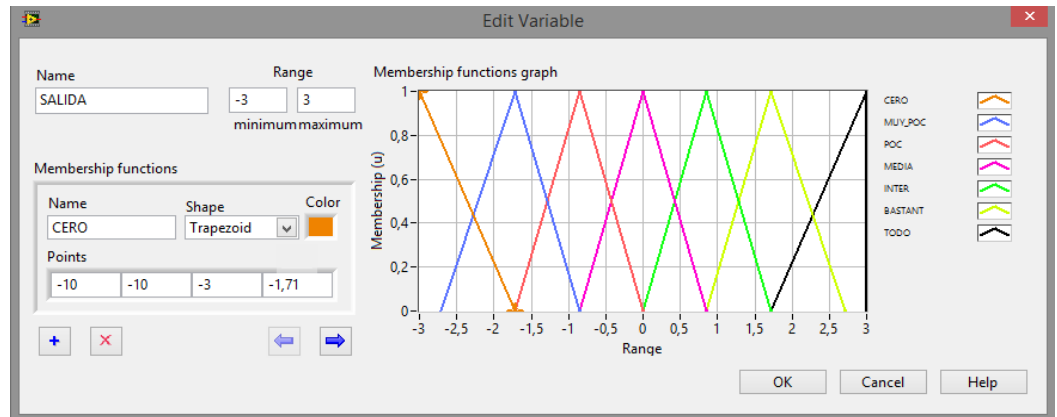 Edit Variable
Name
SALIDA
Range
-3 3
minimum maximum
Membership functions
Name
CERO
Shape
Trapezoid
Color
Points
-10 -10 -3 -1,71
Membership functions graph
Membership (u)
1
0,8
0,6
0,4
0,2
0
-3 -2,5 -2 -1,5 -1 -0,5 0 0,5 1 1,5 2 2,5 3
Range
CERO
MUY_POC
POC
MEDIA
INTER
BASTANT
TODO
OK Cancel Help